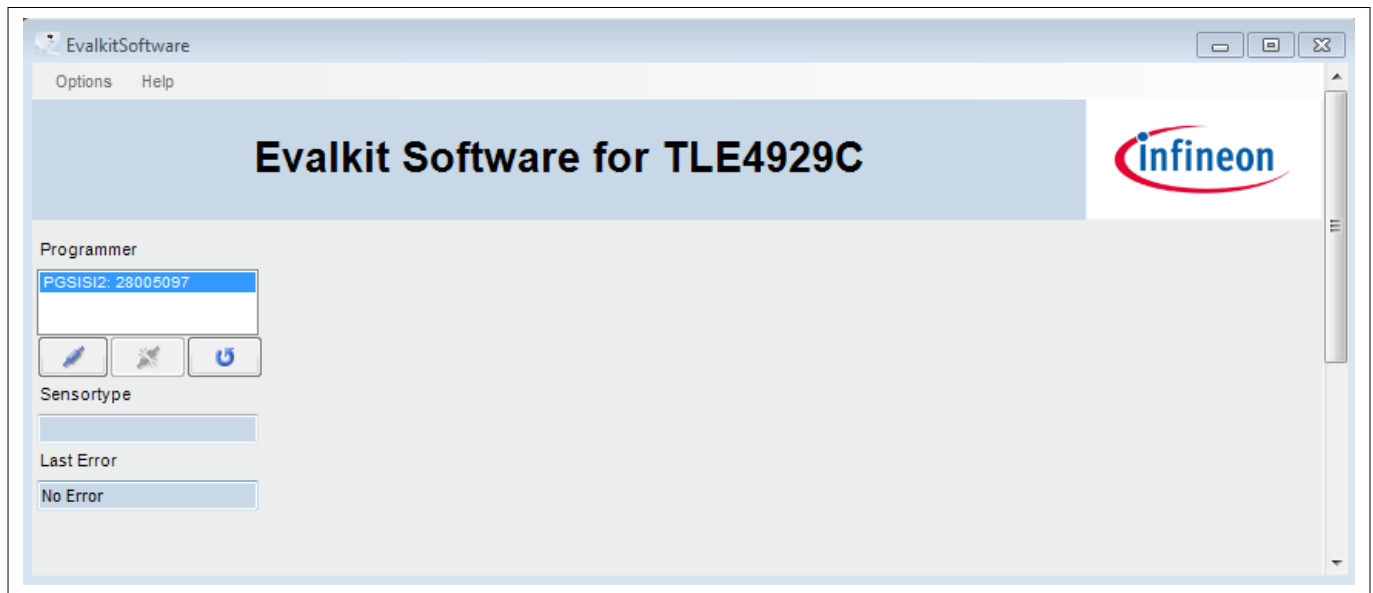 EvalkitSoftware
Options Help
Evalkit Software for TLE4929C
infineon
Programmer
PGSISI2: 28005097
Sensortype
Last Error
No Error